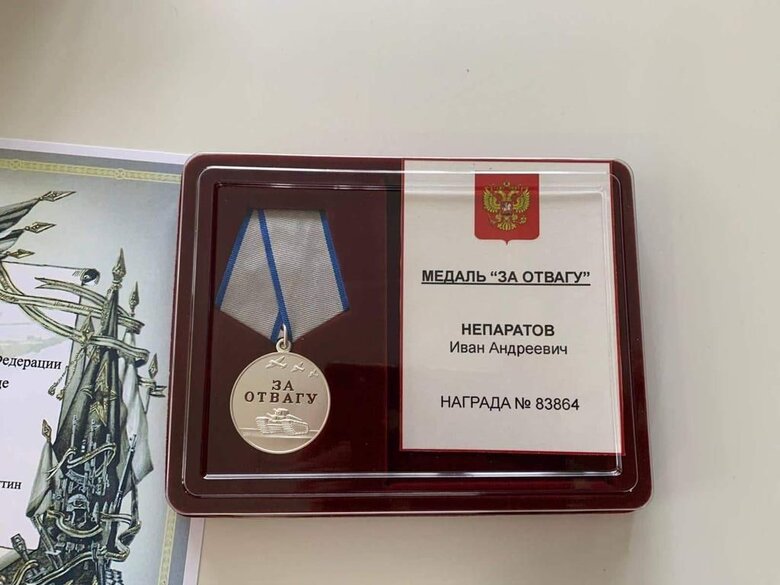 Федерации
ЗА
ОТВАГУ
МЕДАЛЬ "ЗА ОТВАГУ"
НЕПАРАТОВ
Иван Андреевич
НАГРАДА № 83864